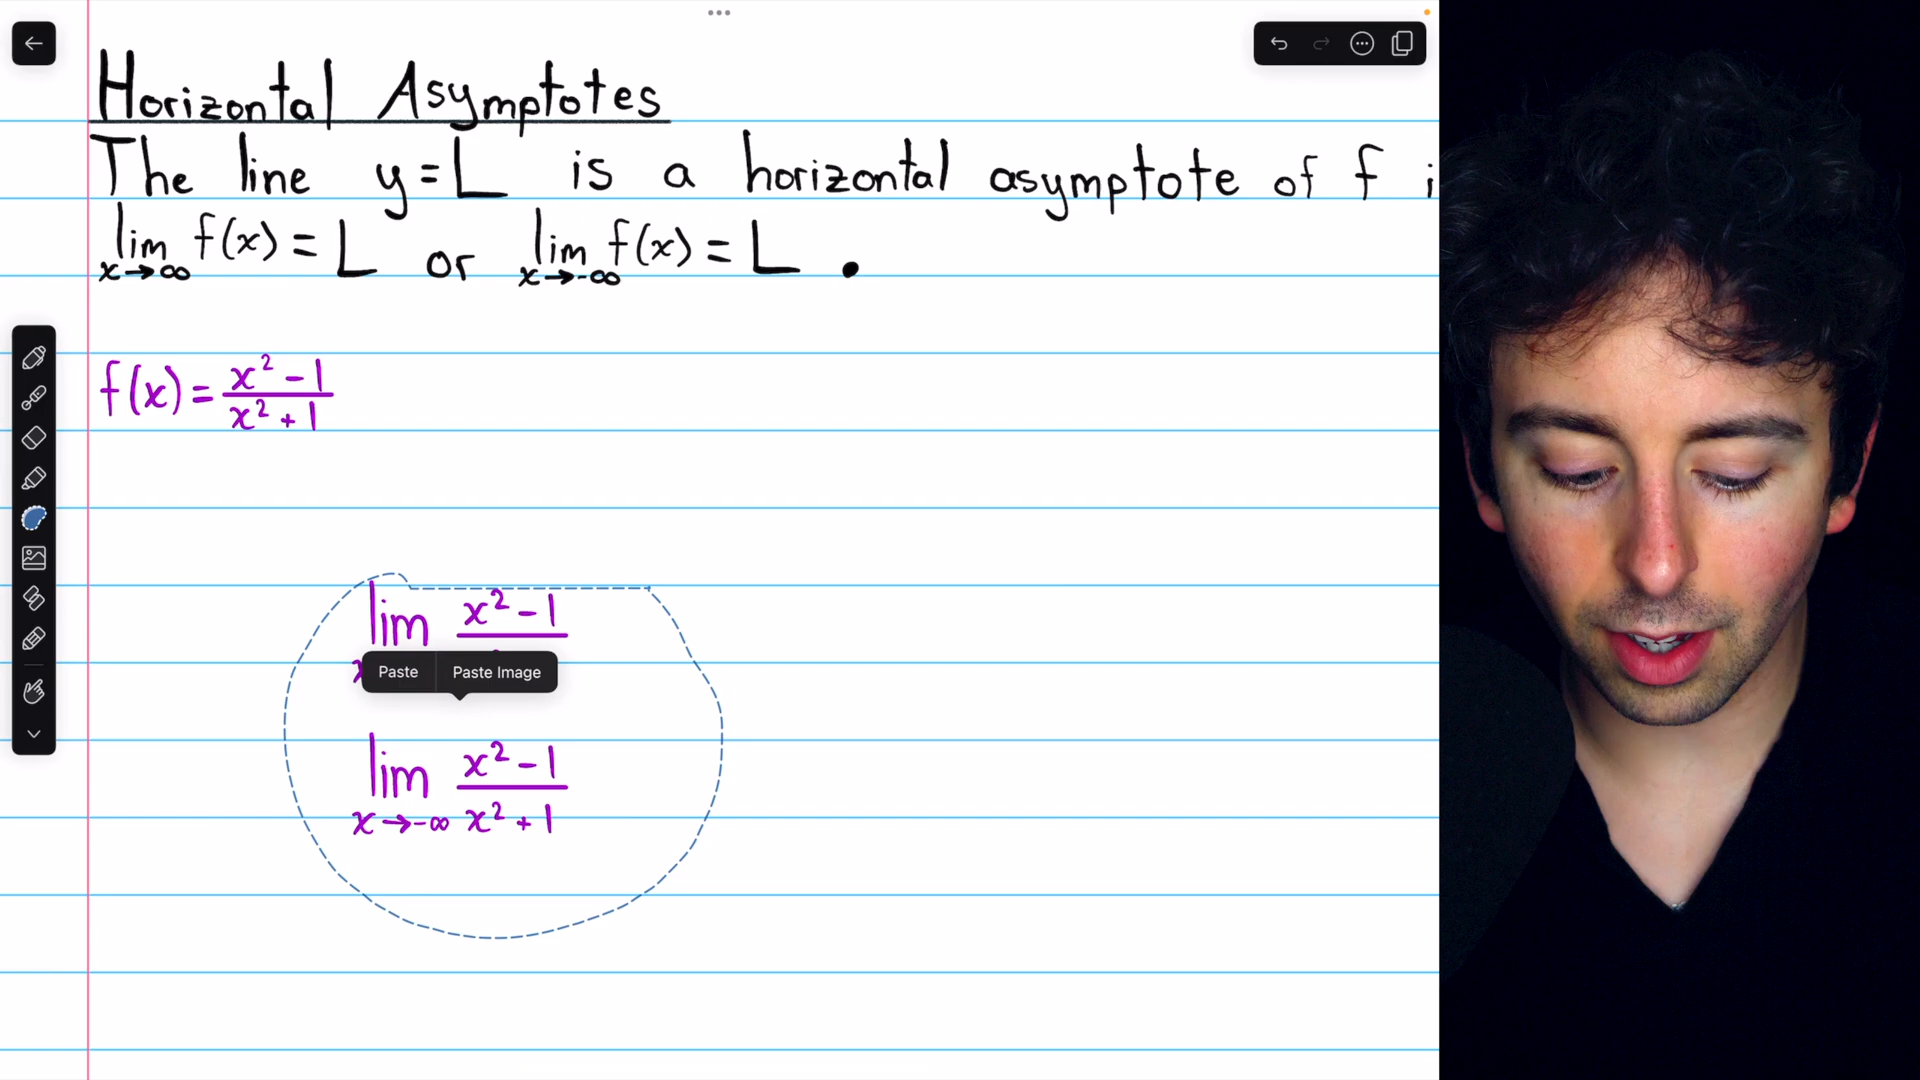 Horizontal Asymptotes
The line y=L is a horizontal asymptote of f i
lim x→∞ f(x) = L or lim x→-∞ f(x) = L .
f(x) = x² - 1 / x² + 1
lim x² - 1
Paste Paste Image
lim x→-∞ x² - 1 / x² + 1